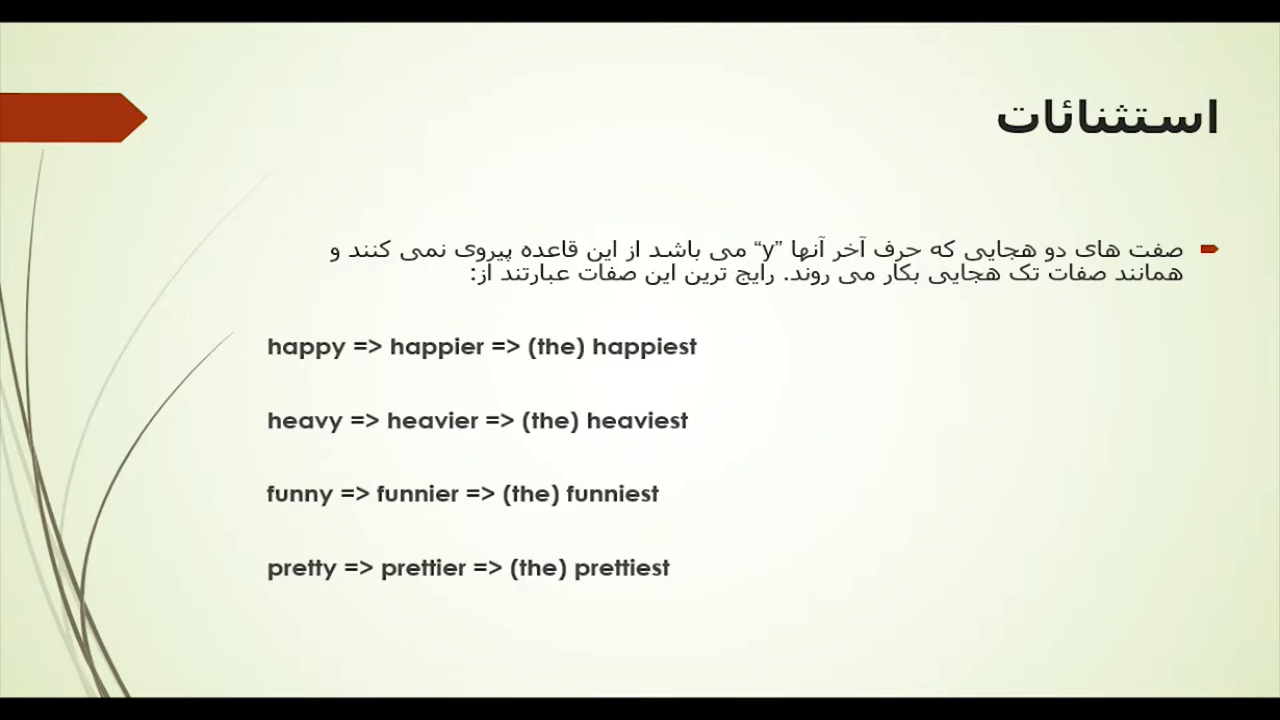 استثنائات
صفت های دو هجایی که حرف آخر آنها "y" می باشد از این قاعده پیروی نمی کنند و
همانند صفات تک هجایی بکار می روند. رایج ترین این صفات عبارتند از:
happy => happier => (the) happiest
heavy => heavier => (the) heaviest
funny => funnier => (the) funniest
pretty => prettier => (the) prettiest